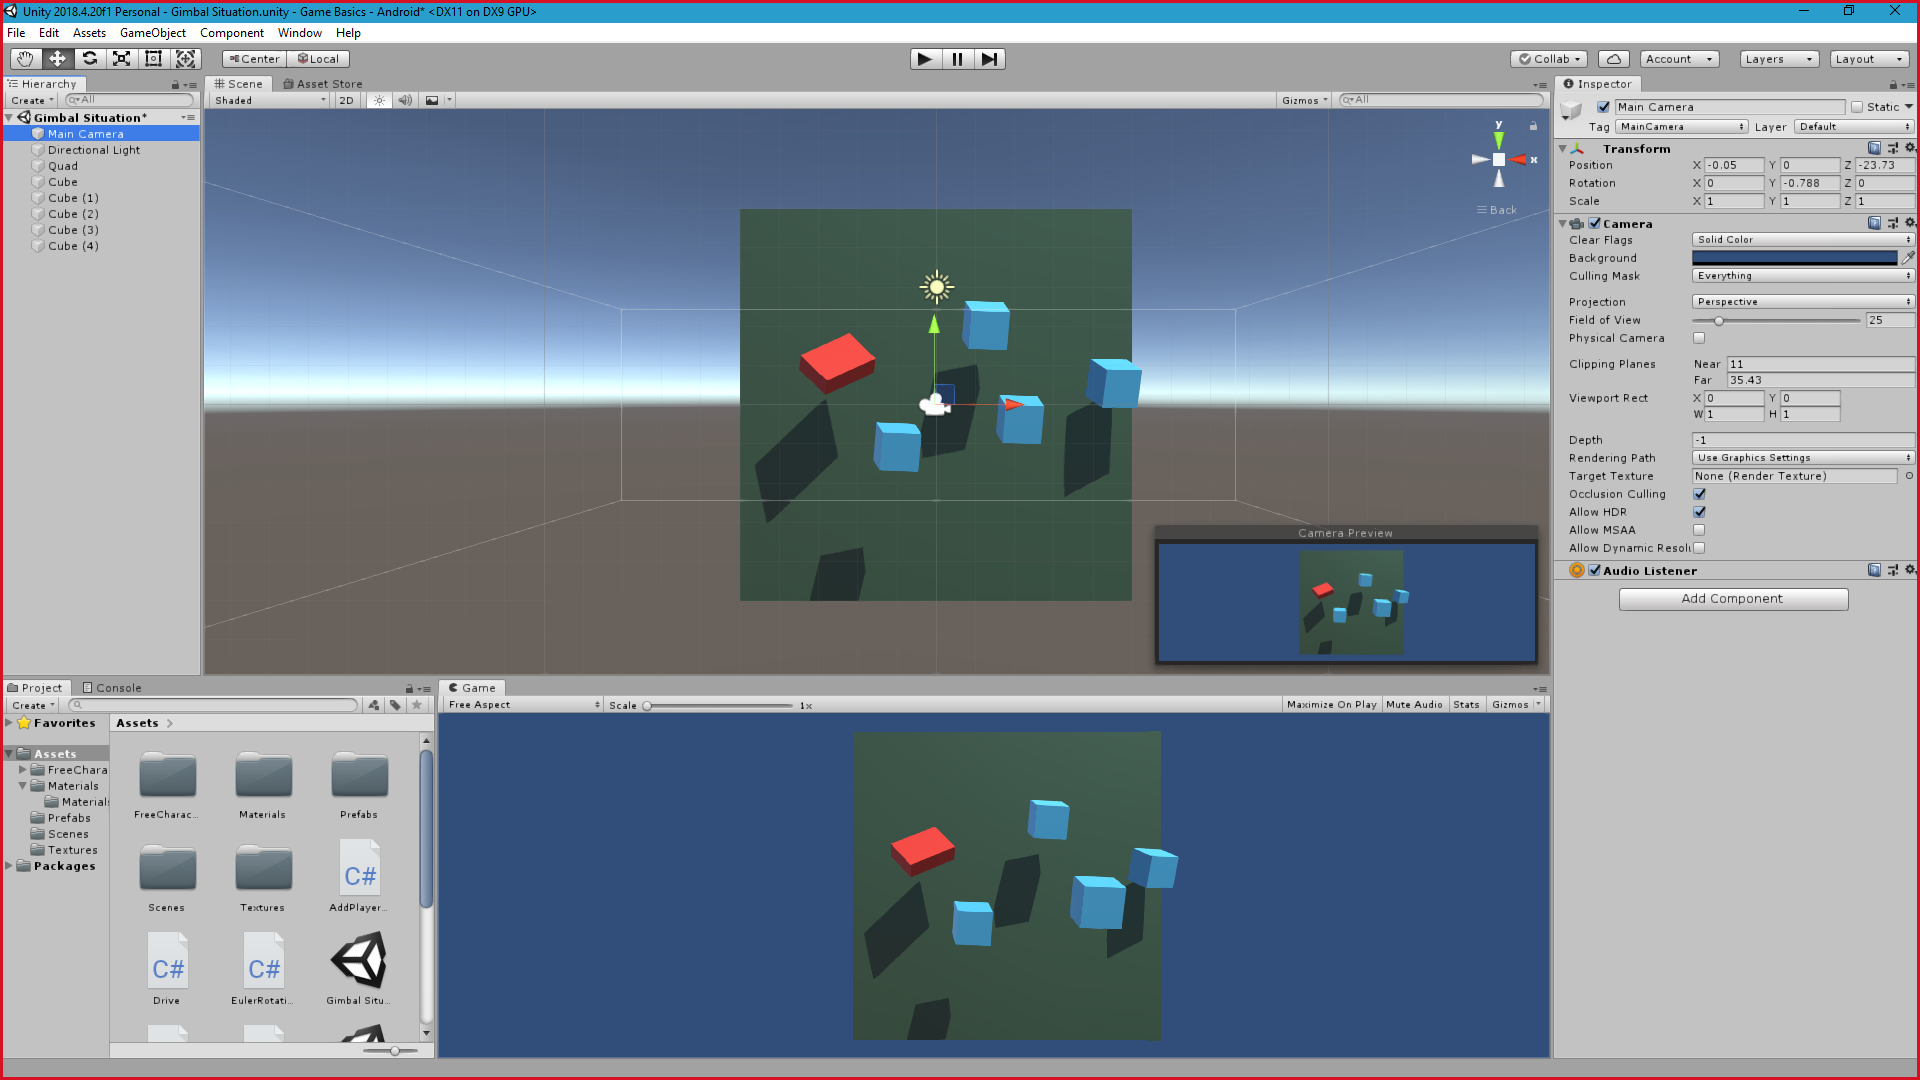 Unity 2018.4.20f1 Personal - Gimbal Situation.unity - Game Basics - Android* <DX11 on DX9 GPU>
File Edit Assets GameObject Component Window Help
Center Local
Collab Account Layers Layout
Hierarchy
Create All
Gimbal Situation*
Main Camera
Directional Light
Quad
Cube
Cube (1)
Cube (2)
Cube (3)
Cube (4)
Scene Asset Store
Shaded 2D Gizmos All
y
x
Back
Camera Preview
Inspector
Main Camera Static
Tag MainCamera Layer Default
Transform
Position X -0.05 Y 0 Z -23.73
Rotation X 0 Y -0.788 Z 0
Scale X 1 Y 1 Z 1
Camera
Clear Flags Solid Color
Background
Culling Mask Everything
Projection Perspective
Field of View 25
Physical Camera
Clipping Planes Near 11
Far 35.43
Viewport Rect X 0 Y 0
W 1 H 1
Depth -1
Rendering Path Use Graphics Settings
Target Texture None (Render Texture)
Occlusion Culling
Allow HDR
Allow MSAA
Allow Dynamic Resolu
Audio Listener
Add Component
Project Console
Create
Favorites
Assets
FreeChara
Materials
Materials
Prefabs
Scenes
Textures
Packages
Assets
FreeCharac... Materials Prefabs
C#
Scenes Textures AddPlayer...
C# C#
Drive EulerRotati... Gimbal Situ...
Game
Free Aspect Scale 1x Maximize On Play Mute Audio Stats Gizmos